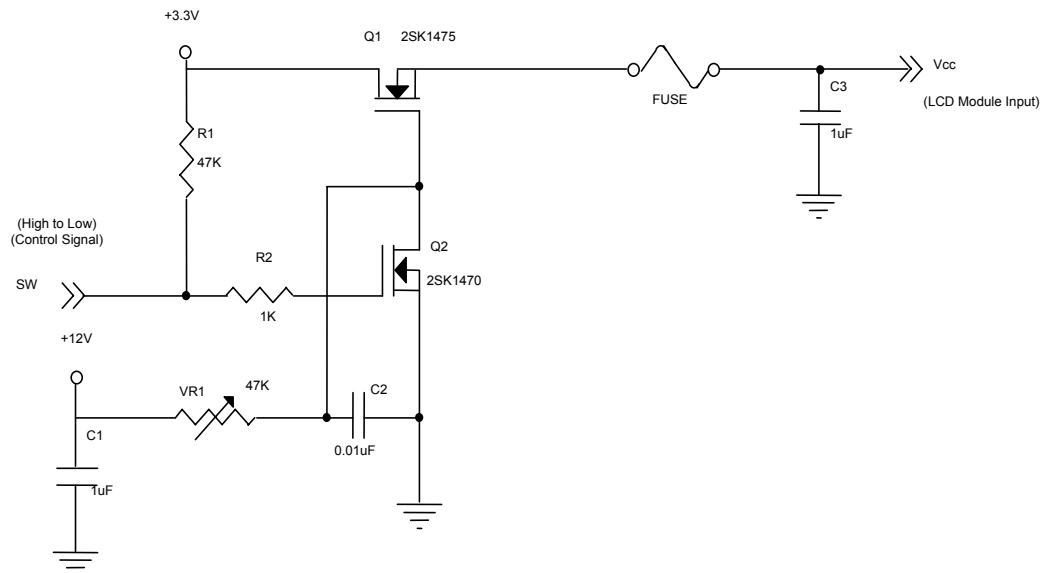 +3.3V
Q1 2SK1475
Vcc
C3
FUSE
(LCD Module Input)
R1
1uF
47K
(High to Low)
(Control Signal)
Q2
R2
2SK1470
SW
1K
+12V
VR1
47K
C2
C1
0.01uF
1uF